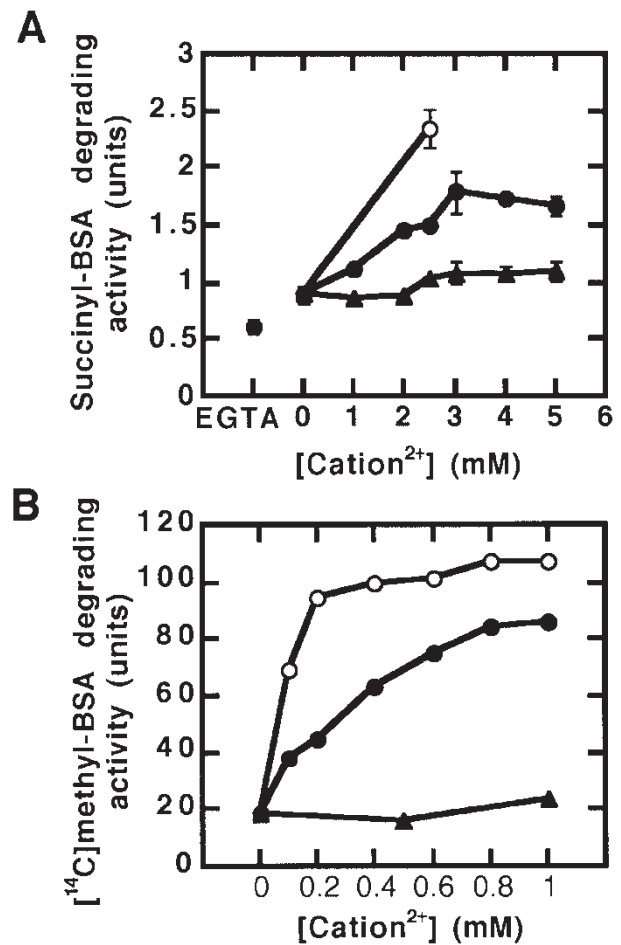 A
Succinyl-BSA degrading
activity (units)
3
2.5
2
1.5
1
0.5
0
EGTA 0 1 2 3 4 5 6
[Cation²⁺] (mM)
B
[¹⁴C]methyl-BSA degrading
activity (units)
120
100
80
60
40
20
0
0 0.2 0.4 0.6 0.8 1
[Cation²⁺] (mM)